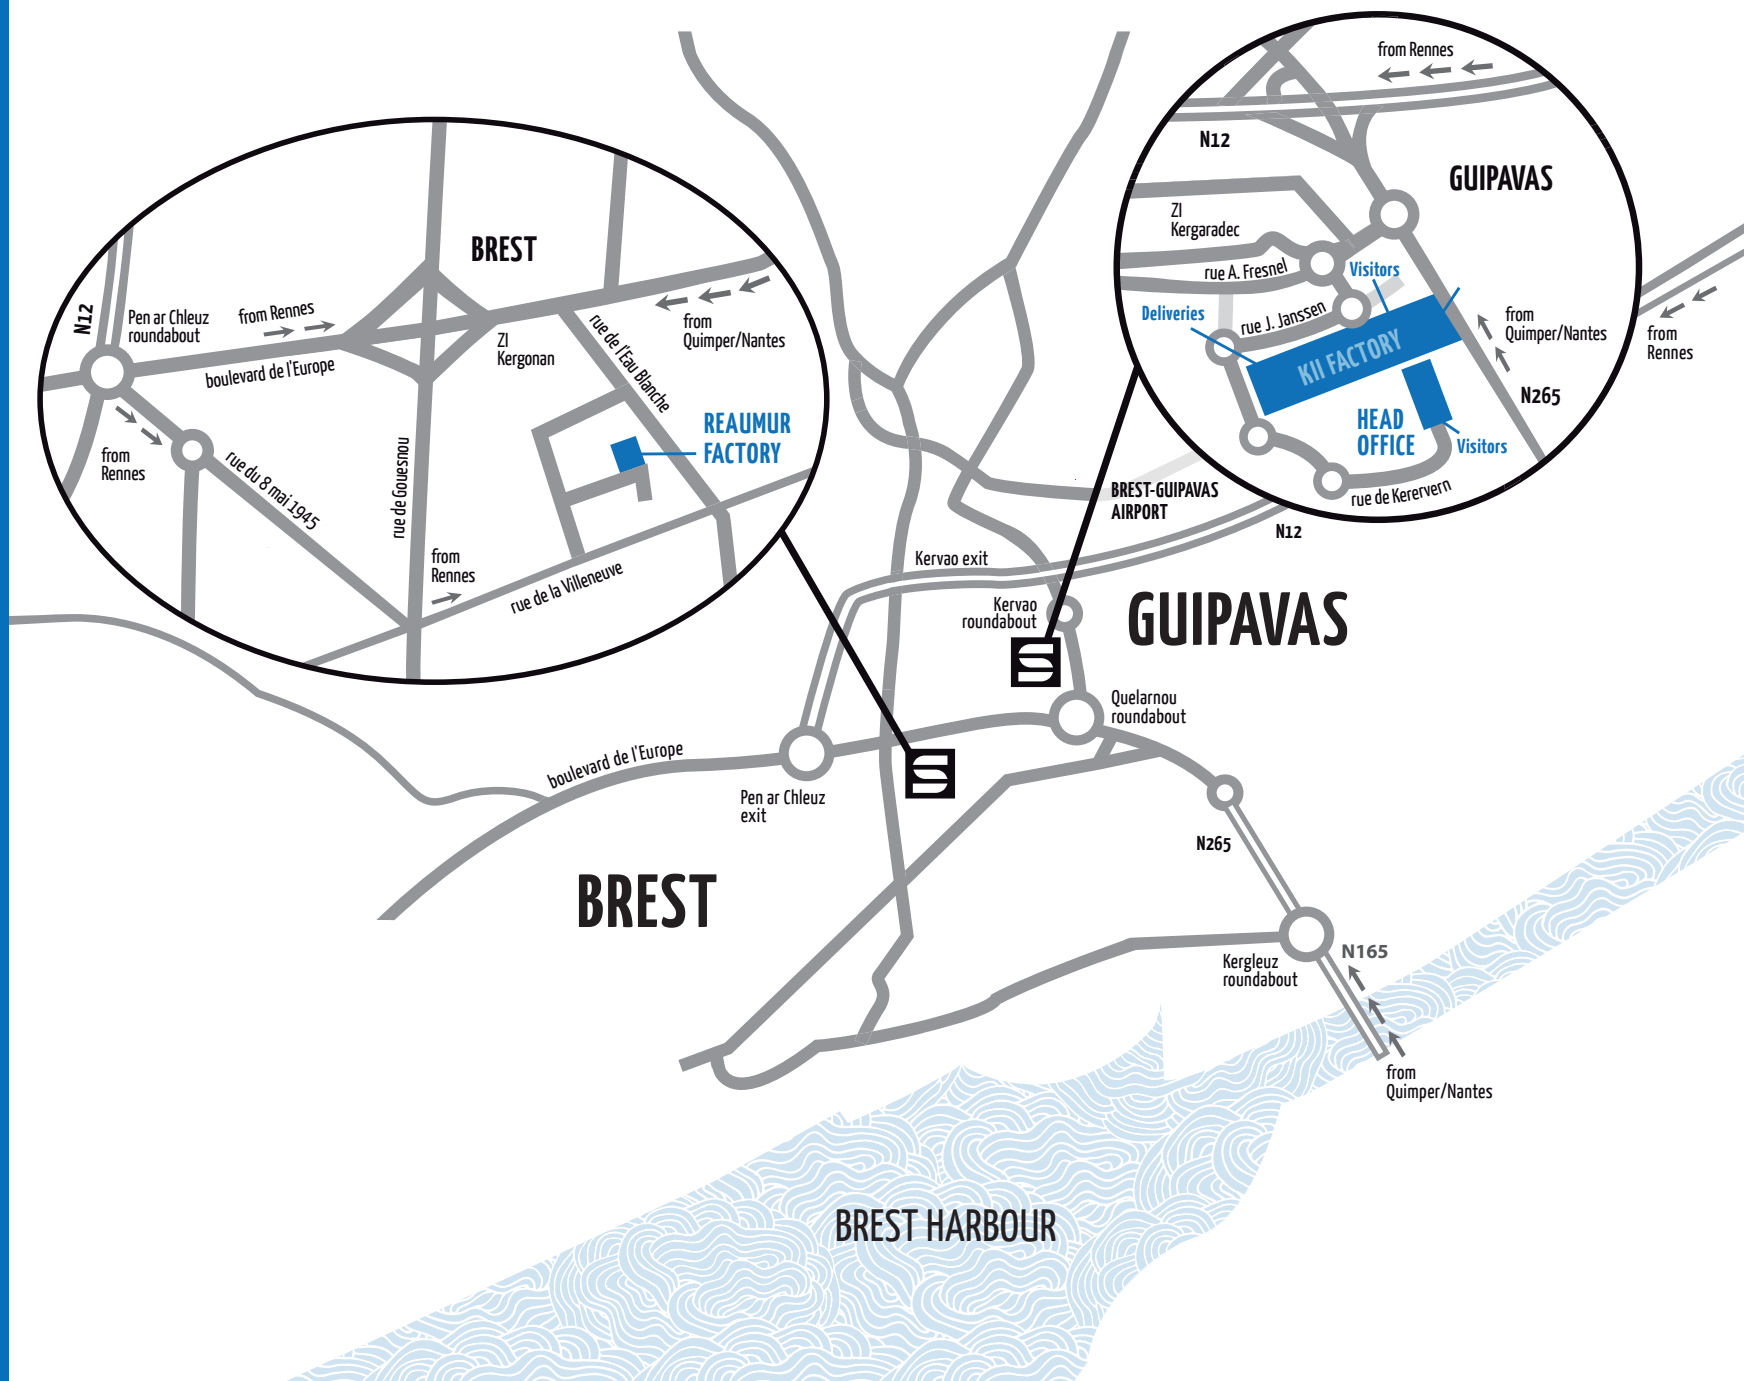 from Rennes
N12
GUIPAVAS
ZI
Kergaradec
rue A. Fresnel
Visitors
Deliveries
rue J. Janssen
KII FACTORY
from
Quimper/Nantes
N265
HEAD
OFFICE
Visitors
rue de Kerervern
from
Rennes
BREST
N12
Pen ar Chleuz
roundabout
from Rennes
boulevard de l'Europe
ZI
Kergonan
rue de l'Eau Blanche
from
Quimper/Nantes
REAUMUR
FACTORY
from
Rennes
rue du 8 mai 1945
rue de Gouesnou
from
Rennes
rue de la Villeneuve
BREST-GUIPAVAS
AIRPORT
N12
Kervao exit
Kervao
roundabout
GUIPAVAS
Quelarnou
roundabout
boulevard de l'Europe
Pen ar Chleuz
exit
N265
BREST
Kergleuz
roundabout
N165
from
Quimper/Nantes
BREST HARBOUR